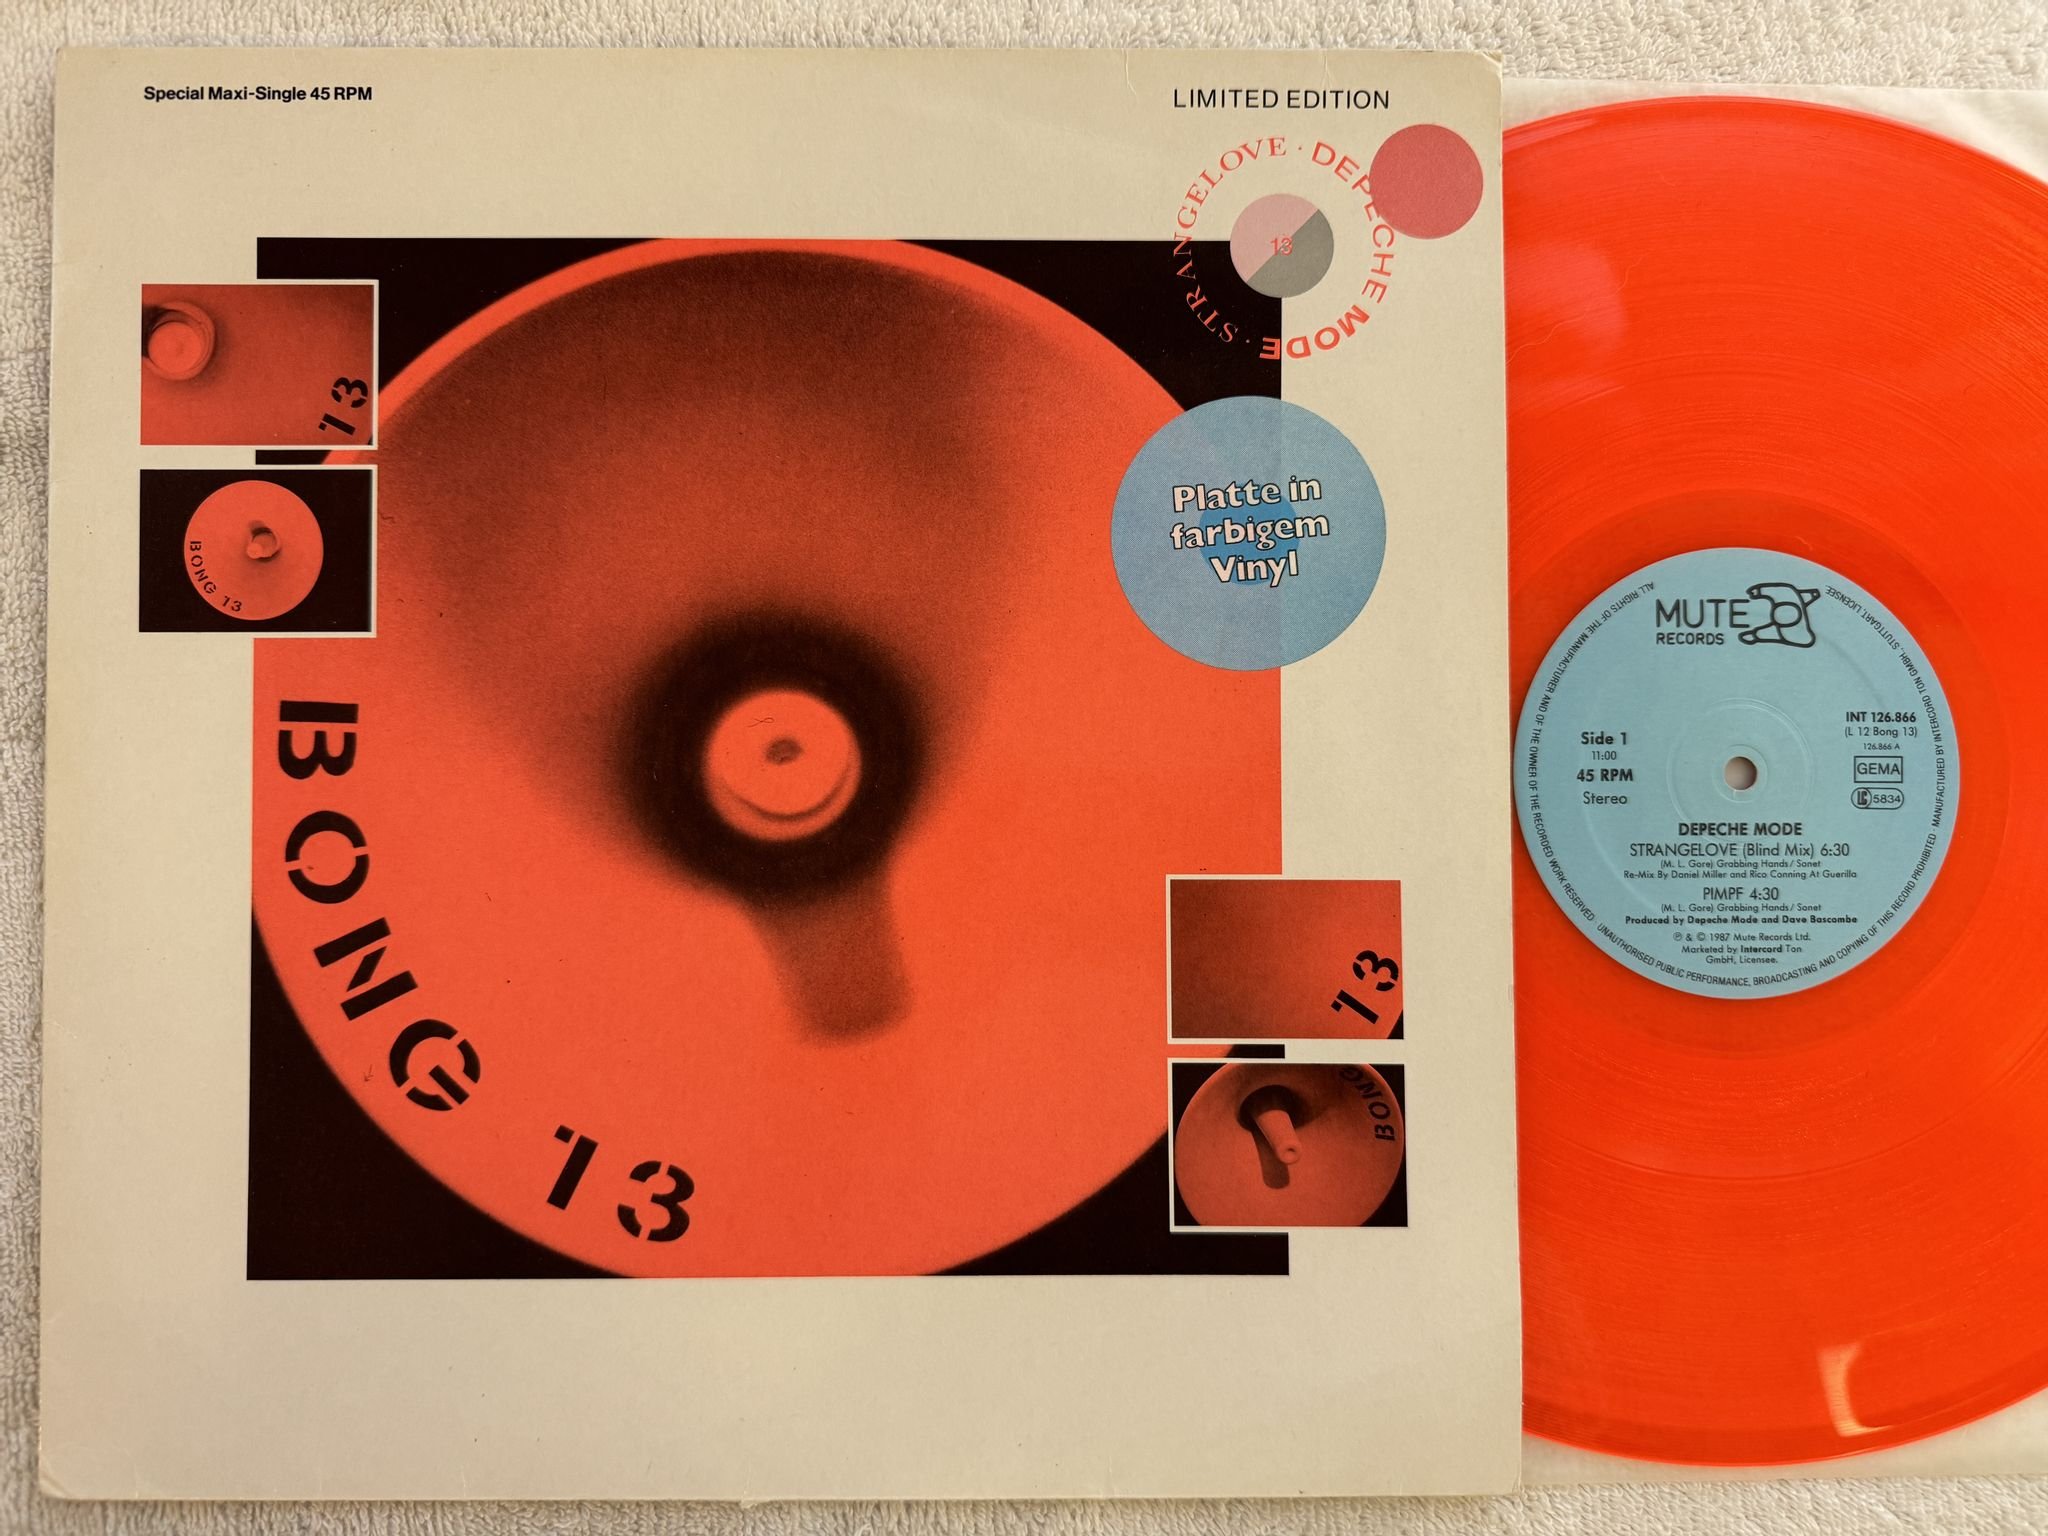 Special Maxi-Single 45 RPM
LIMITED EDITION
STRANGELOVE · DEPECHE MODE ·
13
Platte in
farbigem
Vinyl
13
BONG 13
BONG 13
13
BONG
MUTE
RECORDS
Side 1
11:00
45 RPM
Stereo
INT 126.866
(L 12 Bong 13)
126.866 A
GEMA
LC 5834
DEPECHE MODE
STRANGELOVE (Blind Mix) 6:30
(M. L. Gore) Grabbing Hands/ Sonet
Re-Mix By Daniel Miller and Rico Conning At Guerilla
PIMPF 4:30
(M. L. Gore) Grabbing Hands/ Sonet
Produced by Depeche Mode and Dave Bascombe
℗ & © 1987 Mute Records Ltd.
Marketed by Intercord Ton
GmbH, Licensee.
ALL RIGHTS OF THE MANUFACTURER AND OF THE OWNER OF THE RECORDED WORK RESERVED · UNAUTHORISED PUBLIC PERFORMANCE, BROADCASTING AND COPYING OF THIS RECORD PROHIBITED · MANUFACTURED BY INTERCORD TON GMBH., STUTTGART, LICENSEE.